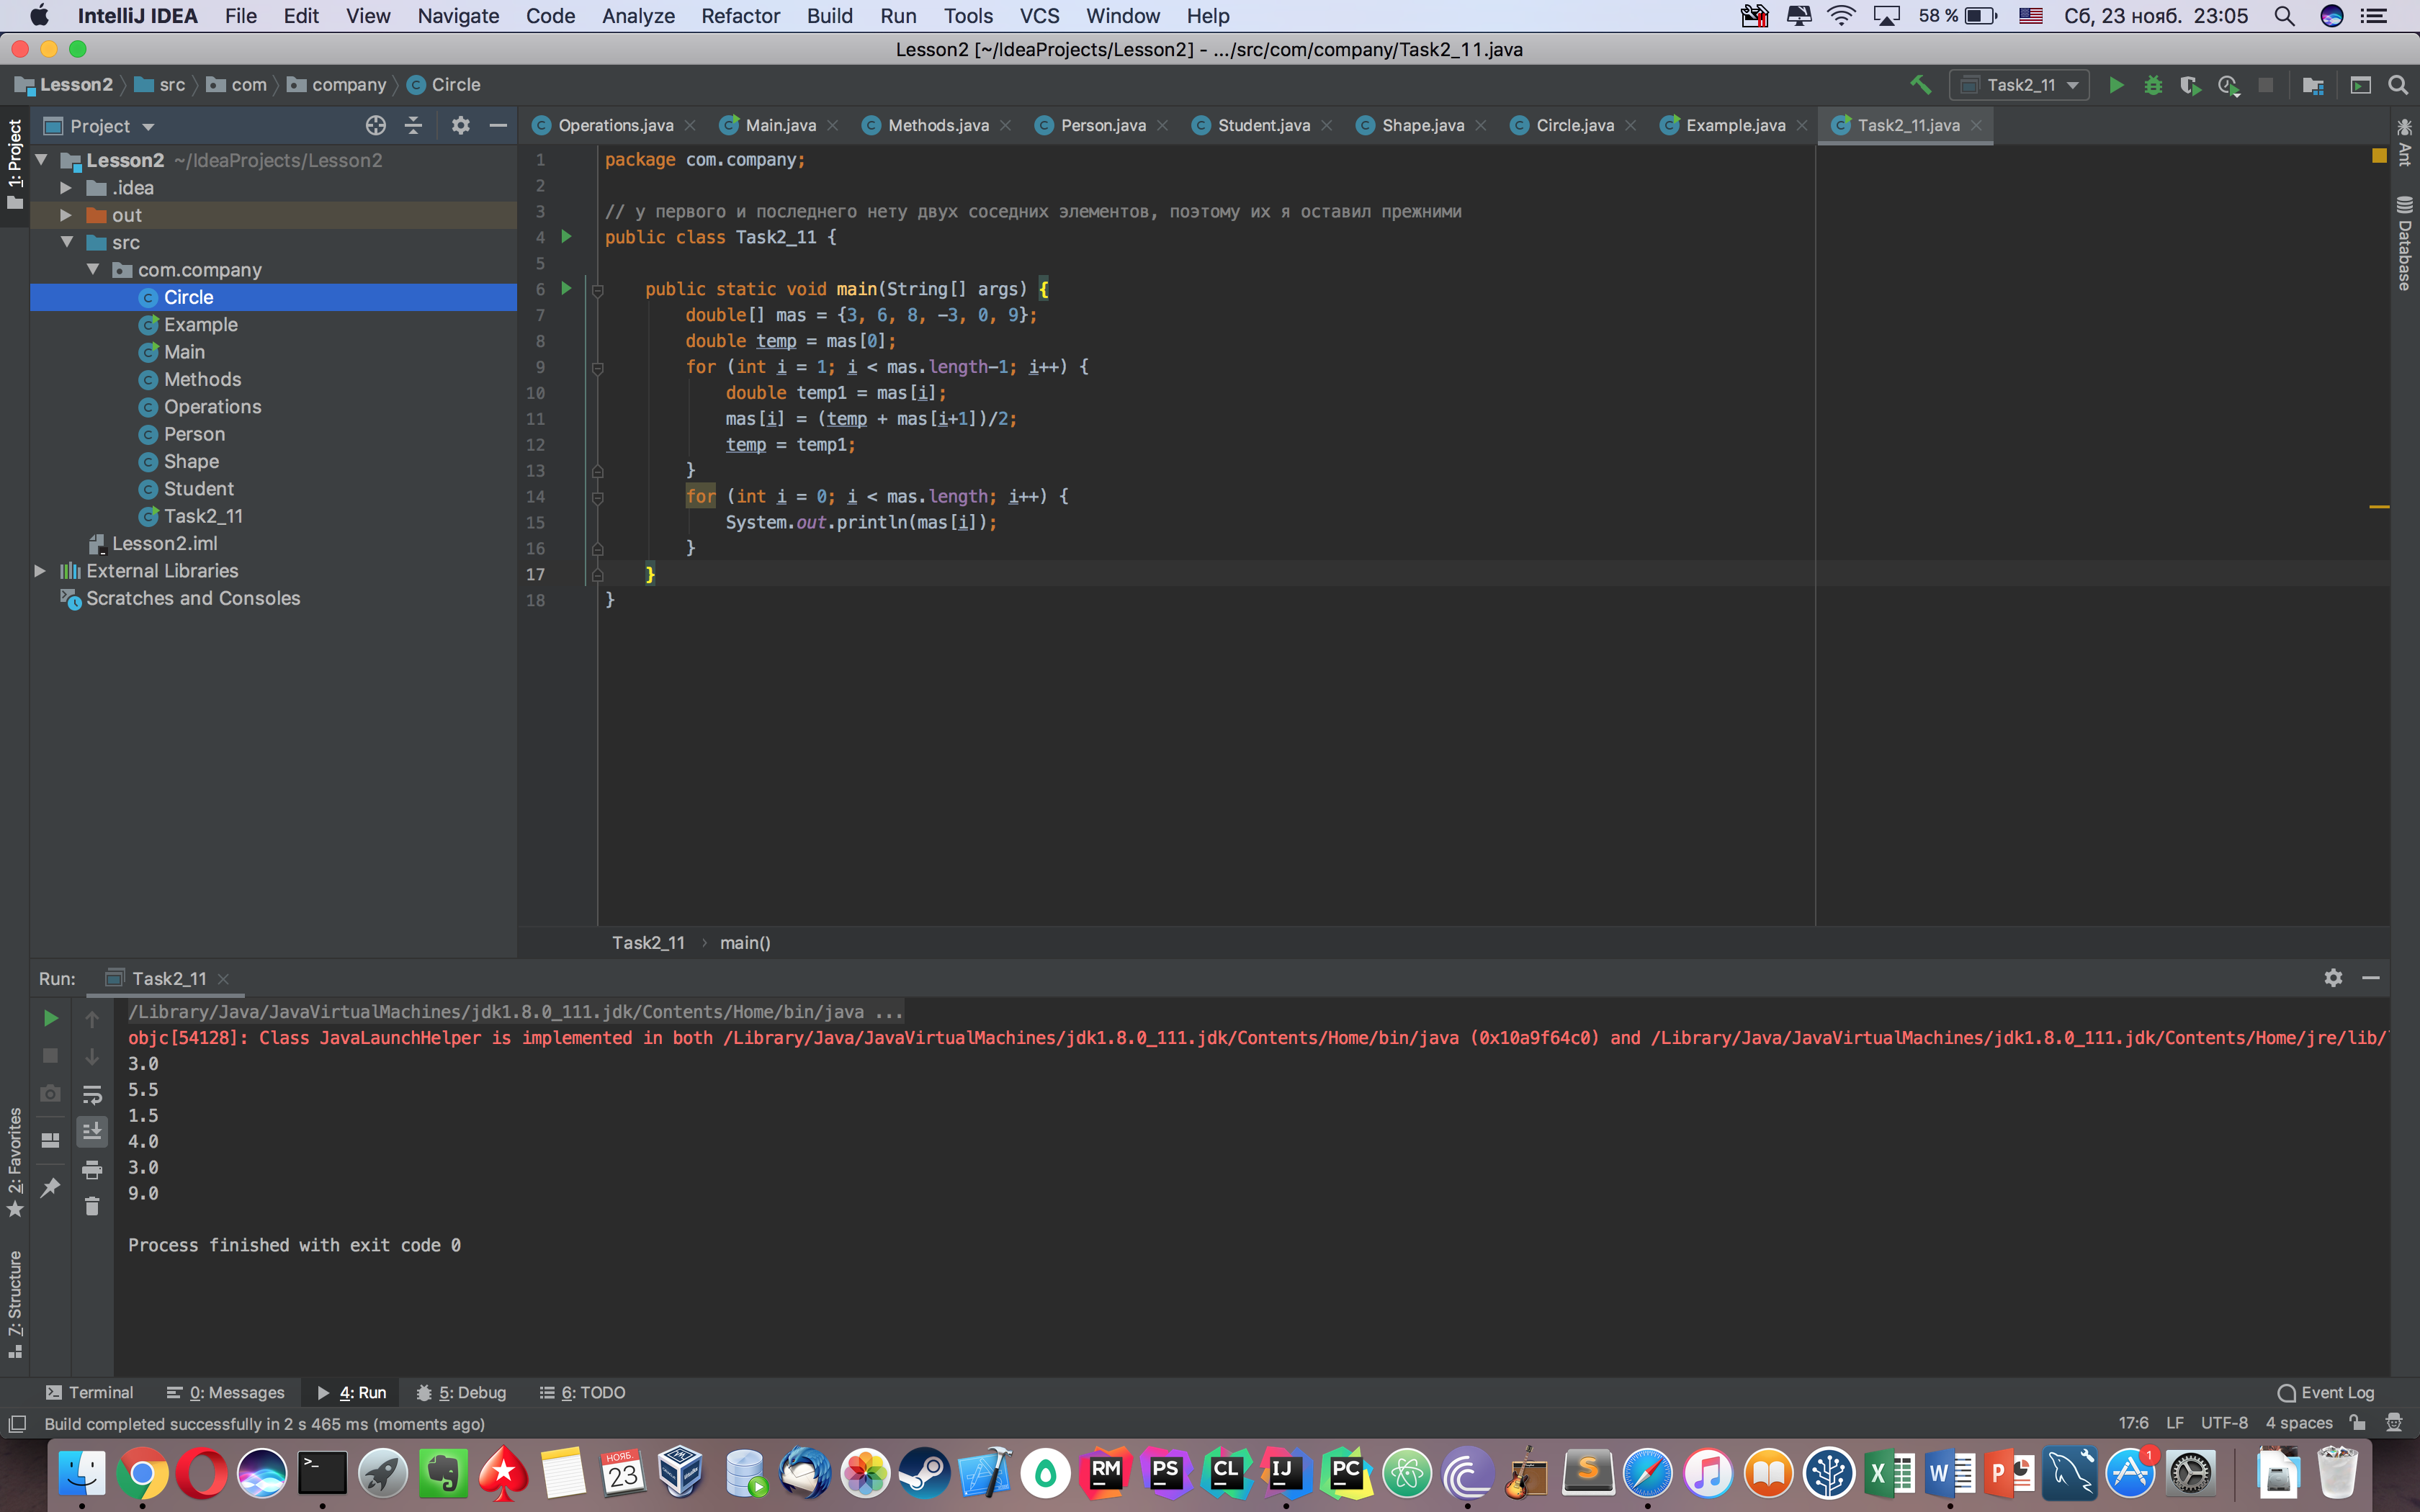 IntelliJ IDEA File Edit View Navigate Code Analyze Refactor Build Run Tools VCS Window Help 58 % Сб, 23 нояб. 23:05
Lesson2 [~/IdeaProjects/Lesson2] - .../src/com/company/Task2_11.java
Lesson2 src com company Circle Task2_11
Project
Operations.java Main.java Methods.java Person.java Student.java Shape.java Circle.java Example.java Task2_11.java
1: Project
Lesson2 ~/IdeaProjects/Lesson2
.idea
out
src
com.company
Circle
Example
Main
Methods
Operations
Person
Shape
Student
Task2_11
Lesson2.iml
External Libraries
Scratches and Consoles
1 package com.company;
2
3 // у первого и последнего нету двух соседних элементов, поэтому их я оставил прежними
4 public class Task2_11 {
5
6 public static void main(String[] args) {
7 double[] mas = {3, 6, 8, -3, 0, 9};
8 double temp = mas[0];
9 for (int i = 1; i < mas.length-1; i++) {
10 double temp1 = mas[i];
11 mas[i] = (temp + mas[i+1])/2;
12 temp = temp1;
13 }
14 for (int i = 0; i < mas.length; i++) {
15 System.out.println(mas[i]);
16 }
17 }
18 }
Ant
Database
Task2_11 › main()
Run: Task2_11
/Library/Java/JavaVirtualMachines/jdk1.8.0_111.jdk/Contents/Home/bin/java ...
objc[54128]: Class JavaLaunchHelper is implemented in both /Library/Java/JavaVirtualMachines/jdk1.8.0_111.jdk/Contents/Home/bin/java (0x10a9f64c0) and /Library/Java/JavaVirtualMachines/jdk1.8.0_111.jdk/Contents/Home/jre/lib/
3.0
5.5
1.5
4.0
3.0
9.0
Process finished with exit code 0
2: Favorites
7: Structure
Terminal 0: Messages 4: Run 5: Debug 6: TODO Event Log
Build completed successfully in 2 s 465 ms (moments ago) 17:6 LF UTF-8 4 spaces
НОЯБ. 23 RM PS CL IJ PC S X W P 1